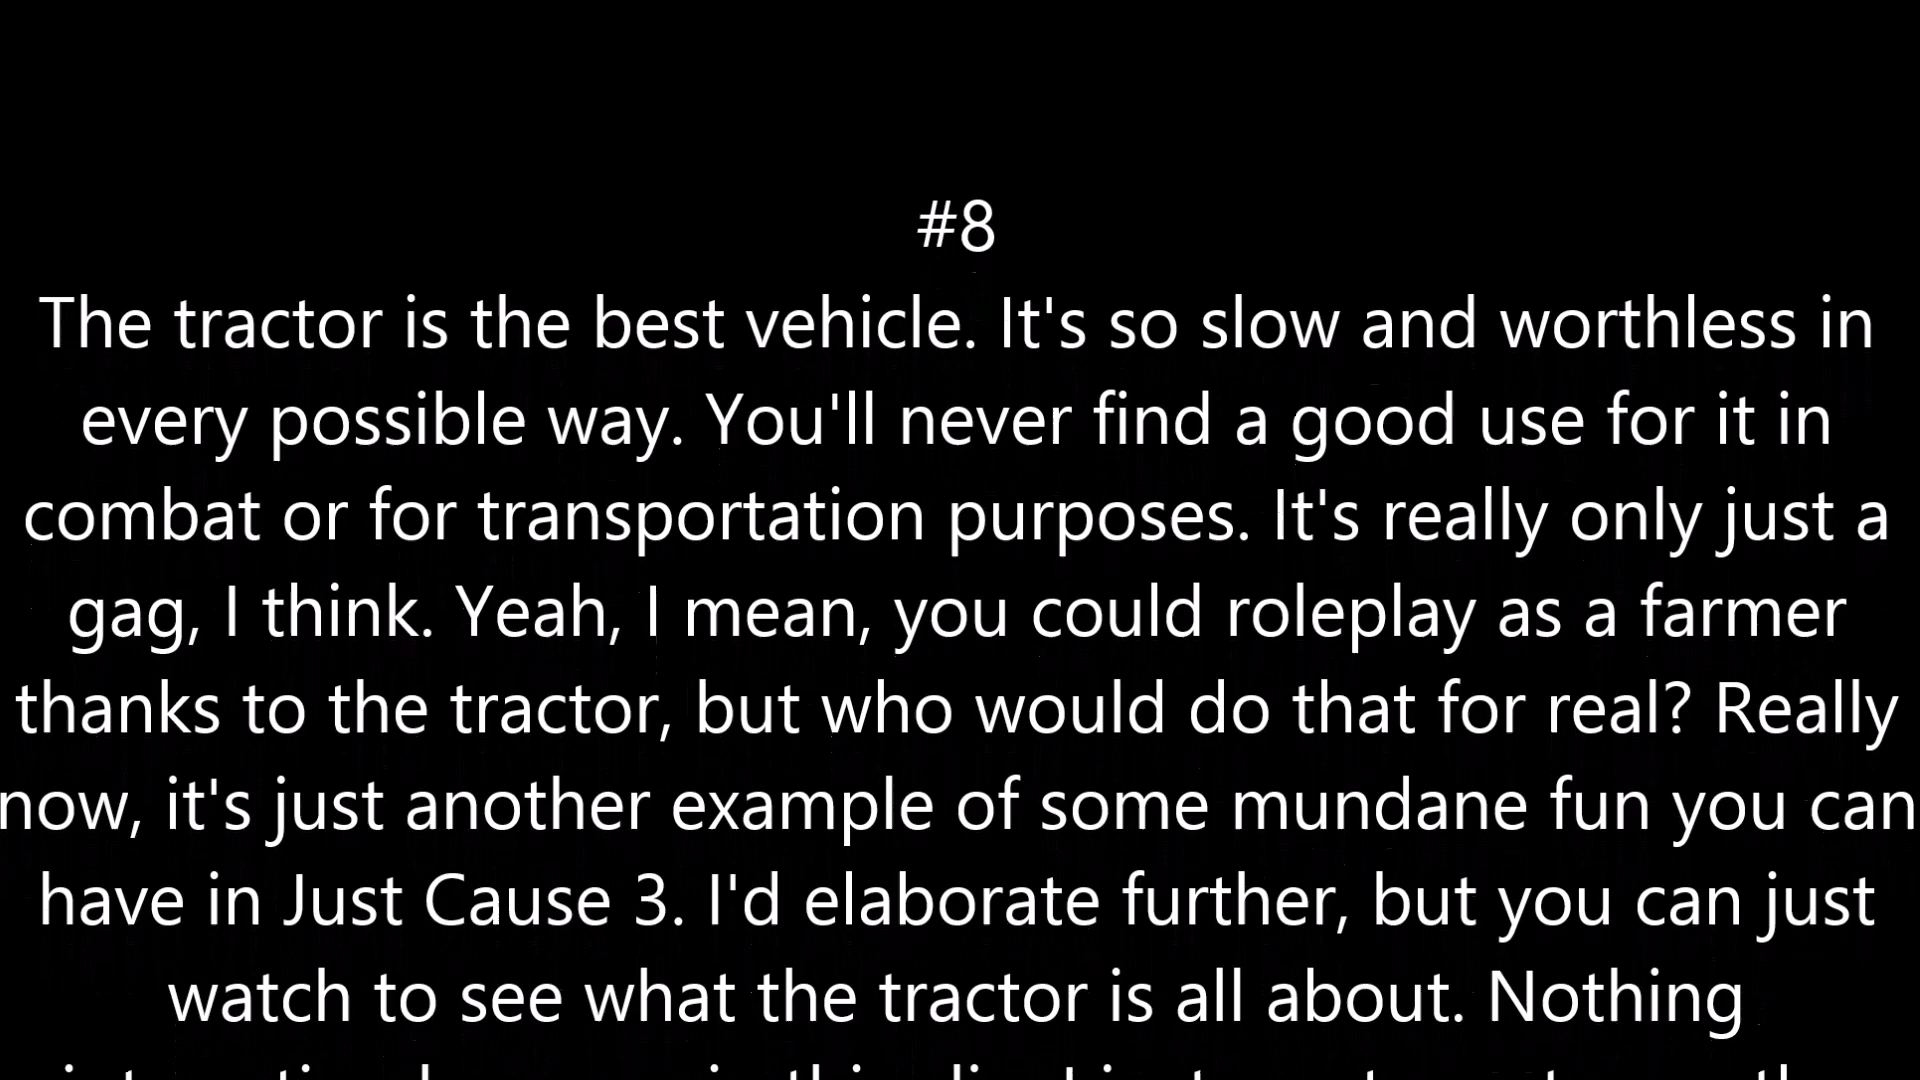 #8
The tractor is the best vehicle. It's so slow and worthless in
every possible way. You'll never find a good use for it in
combat or for transportation purposes. It's really only just a
gag, I think. Yeah, I mean, you could roleplay as a farmer
thanks to the tractor, but who would do that for real? Really
now, it's just another example of some mundane fun you can
have in Just Cause 3. I'd elaborate further, but you can just
watch to see what the tractor is all about. Nothing